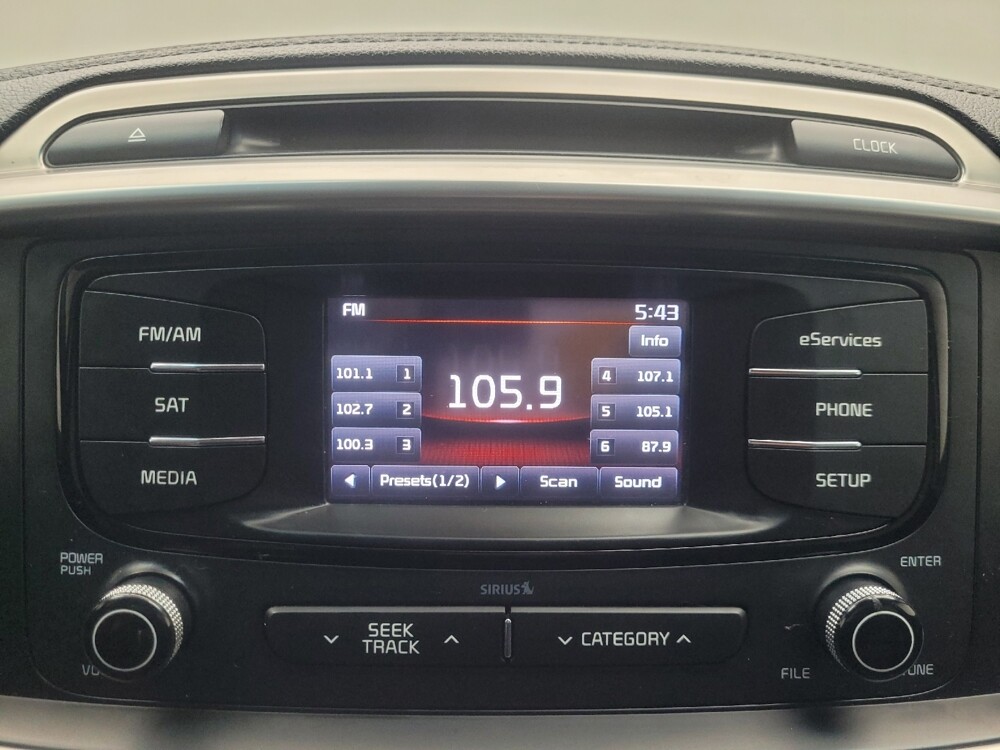 CLOCK
FM 5:43
Info
101.1 1
102.7 2
100.3 3
105.9
4 107.1
5 105.1
6 87.9
Presets(1/2) Scan Sound
FM/AM
SAT
MEDIA
eServices
PHONE
SETUP
POWER
PUSH
ENTER
SIRIUS
SEEK
TRACK
CATEGORY
FILE